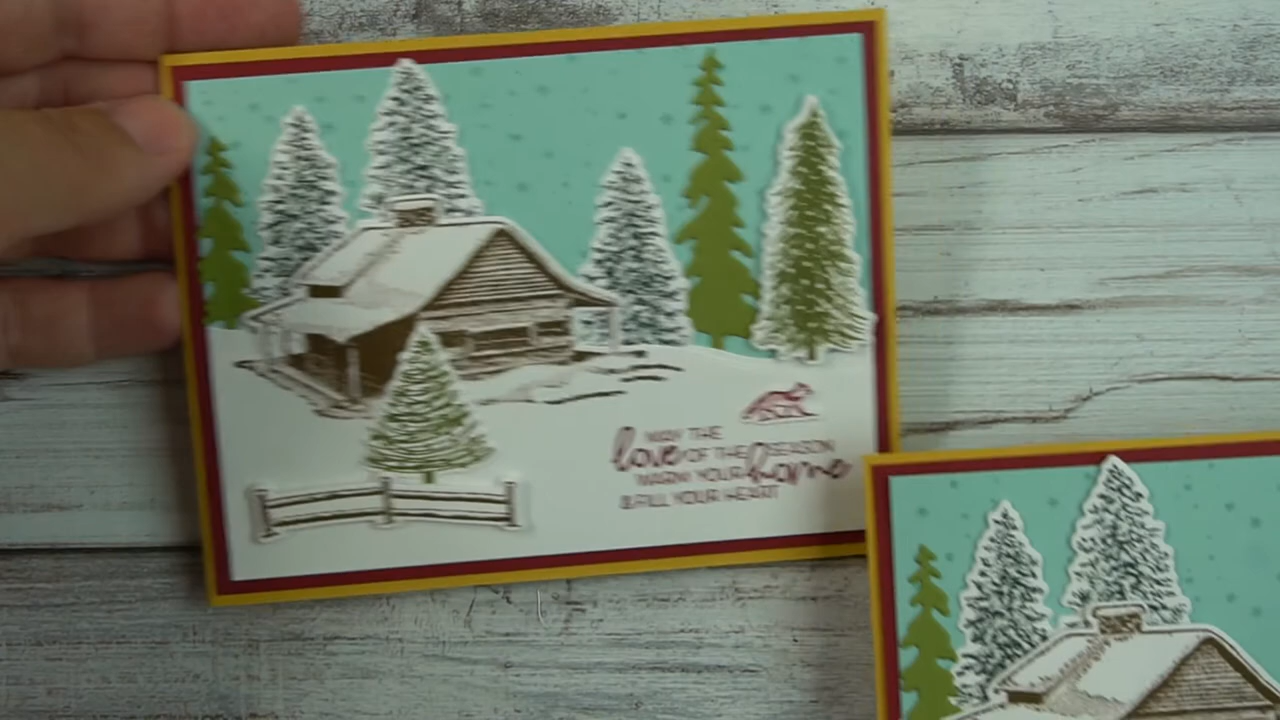 MAY THE
love OF THE SEASON
WARM YOUR home
& FILL YOUR HEART